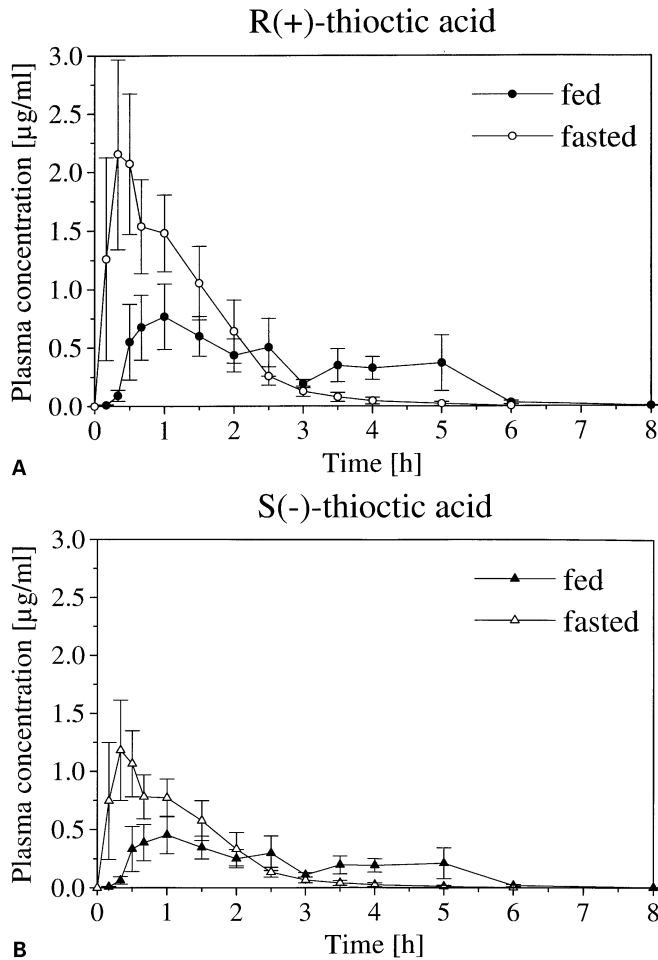 R(+)-thioctic acid
3.0
2.5
2.0
1.5
1.0
0.5
0.0
Plasma concentration [µg/ml]
fed
fasted
0 1 2 3 4 5 6 7 8
Time [h]
A
S(-)-thioctic acid
3.0
2.5
2.0
1.5
1.0
0.5
0.0
Plasma concentration [µg/ml]
fed
fasted
0 1 2 3 4 5 6 7 8
Time [h]
B